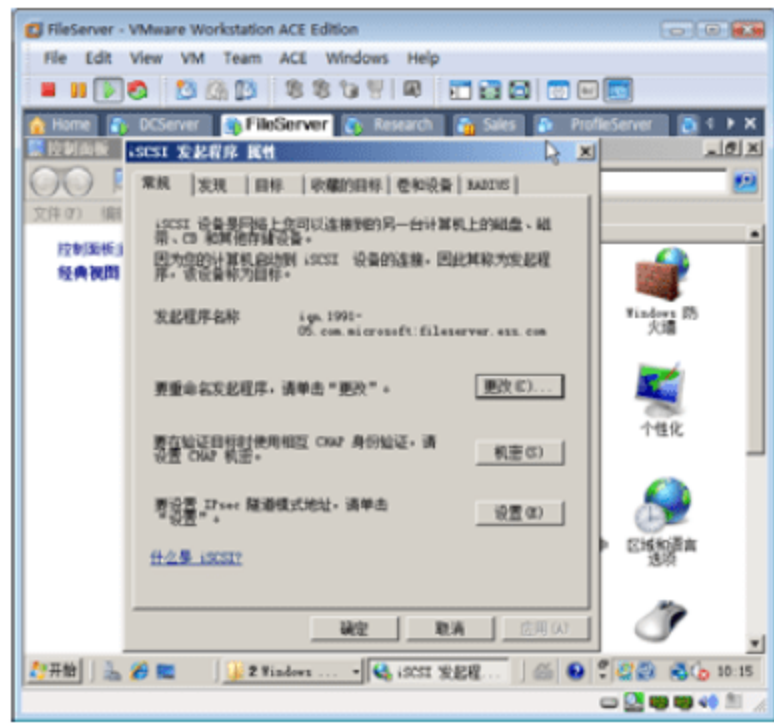 FileServer - VMware Workstation ACE Edition
File Edit View VM Team ACE Windows Help
Home DCServer FileServer Research Sales ProfileServer
控制面板
iSCSI 发起程序 属性
常规 发现 目标 收藏的目标 卷和设备 RADIUS
文件(F)
控制面板
经典视图
iSCSI 设备是网络上您可以连接到的另一台计算机上的磁盘、磁
带、CD 和其他存储设备。
因为您的计算机启动到 iSCSI 设备的连接，因此其称为发起程
序，该设备称为目标。
发起程序名称
iqn.1991-
05.com.microsoft:fileserver.ess.com
要重命名发起程序，请单击“更改”。
更改(C)...
要在验证目标时使用相互 CHAP 身份验证，请
设置 CHAP 机密。
机密(S)
要设置 IPsec 隧道模式地址，请单击
“设置”。
设置(E)
什么是 iSCSI?
确定 取消 应用(A)
Windows 防
火墙
个性化
区域和语言
选项
开始 2 Windows ... iSCSI 发起程... 10:15